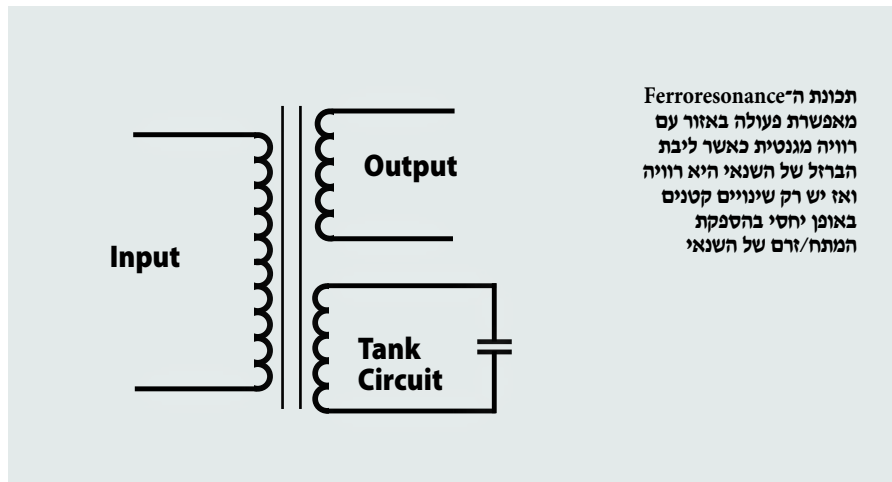 תכונת ה־Ferroresonance
מאפשרת פעולה באזור עם
רוויה מגנטית כאשר ליבת
הברזל של השנאי היא רוויה
ואז יש רק שינויים קטנים
באופן יחסי בהספקת
המתח/זרם של השנאי
Input
Output
Tank
Circuit